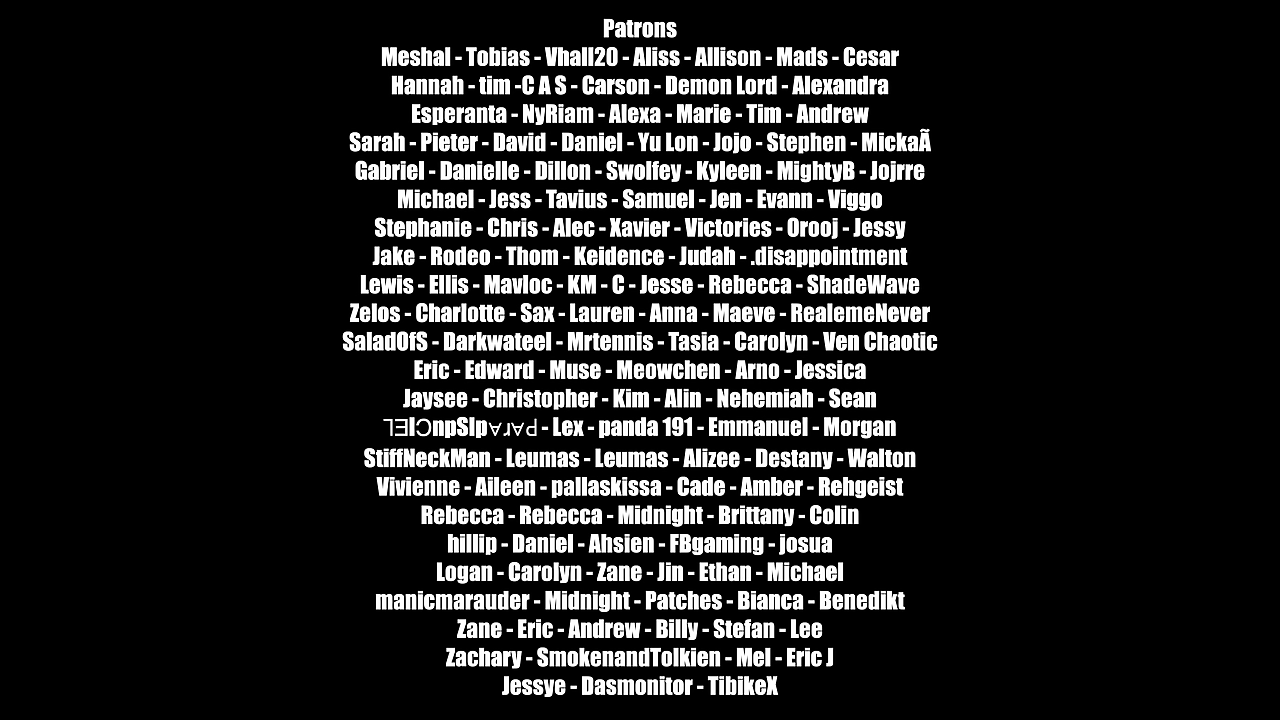 Patrons
Meshal - Tobias - Vhall20 - Aliss - Allison - Mads - Cesar
Hannah - tim -C A S - Carson - Demon Lord - Alexandra
Esperanta - NyRiam - Alexa - Marie - Tim - Andrew
Sarah - Pieter - David - Daniel - Yu Lon - Jojo - Stephen - MickaÃ
Gabriel - Danielle - Dillon - Swolfey - Kyleen - MightyB - Jojrre
Michael - Jess - Tavius - Samuel - Jen - Evann - Viggo
Stephanie - Chris - Alec - Xavier - Victories - Orooj - Jessy
Jake - Rodeo - Thom - Keidence - Judah - .disappointment
Lewis - Ellis - Mavloc - KM - C - Jesse - Rebecca - ShadeWave
Zelos - Charlotte - Sax - Lauren - Anna - Maeve - RealemeNever
SaladOfS - Darkwateel - Mrtennis - Tasia - Carolyn - Ven Chaotic
Eric - Edward - Muse - Meowchen - Arno - Jessica
Jaysee - Christopher - Kim - Alin - Nehemiah - Sean
⅂ƎIƆnpSIp∀ɹ∀Ԁ - Lex - panda 191 - Emmanuel - Morgan
StiffNeckMan - Leumas - Leumas - Alizee - Destany - Walton
Vivienne - Aileen - pallaskissa - Cade - Amber - Rehgeist
Rebecca - Rebecca - Midnight - Brittany - Colin
hillip - Daniel - Ahsien - FBgaming - josua
Logan - Carolyn - Zane - Jin - Ethan - Michael
manicmarauder - Midnight - Patches - Bianca - Benedikt
Zane - Eric - Andrew - Billy - Stefan - Lee
Zachary - SmokenandTolkien - Mel - Eric J
Jessye - Dasmonitor - TibikeX